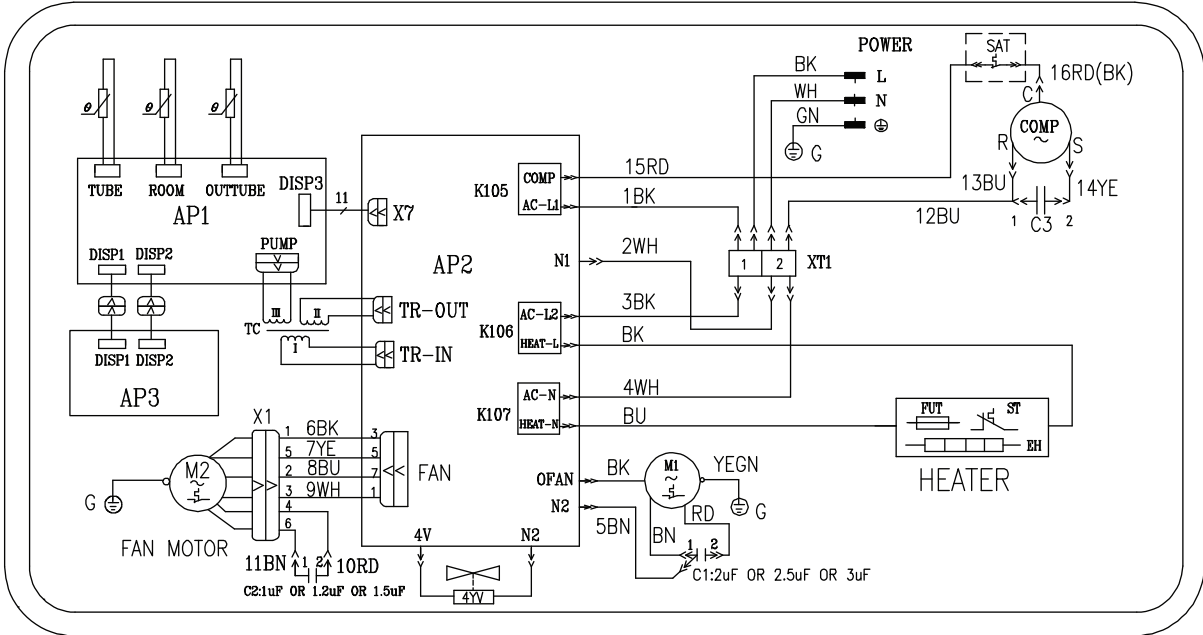 POWER
SAT
BK
L
16RD(BK)
WH
N
C
GN
G
COMP
~
R
S
θ
θ
θ
TUBE
ROOM
OUTTUBE
DISP3
AP1
11
X7
K105
COMP
AC-L1
15RD
1BK
13BU
14YE
12BU
1
C3
2
DISP1
DISP2
PUMP
AP2
N1
2WH
1
2
XT1
III
II
TC
I
TR-OUT
TR-IN
K106
AC-L2
HEAT-L
3BK
BK
DISP1
DISP2
AP3
K107
AC-N
HEAT-N
4WH
BU
FUT
ST
EH
HEATER
X1
1
6BK
3
5
7YE
5
2
8BU
7
3
9WH
1
4
6
FAN
M2
~
G
FAN MOTOR
11BN
1
2
10RD
C2:1uF OR 1.2uF OR 1.5uF
OFAN
BK
M1
~
YEGN
G
N2
5BN
BN
RD
1
2
C1:2uF OR 2.5uF OR 3uF
4V
N2
4YV